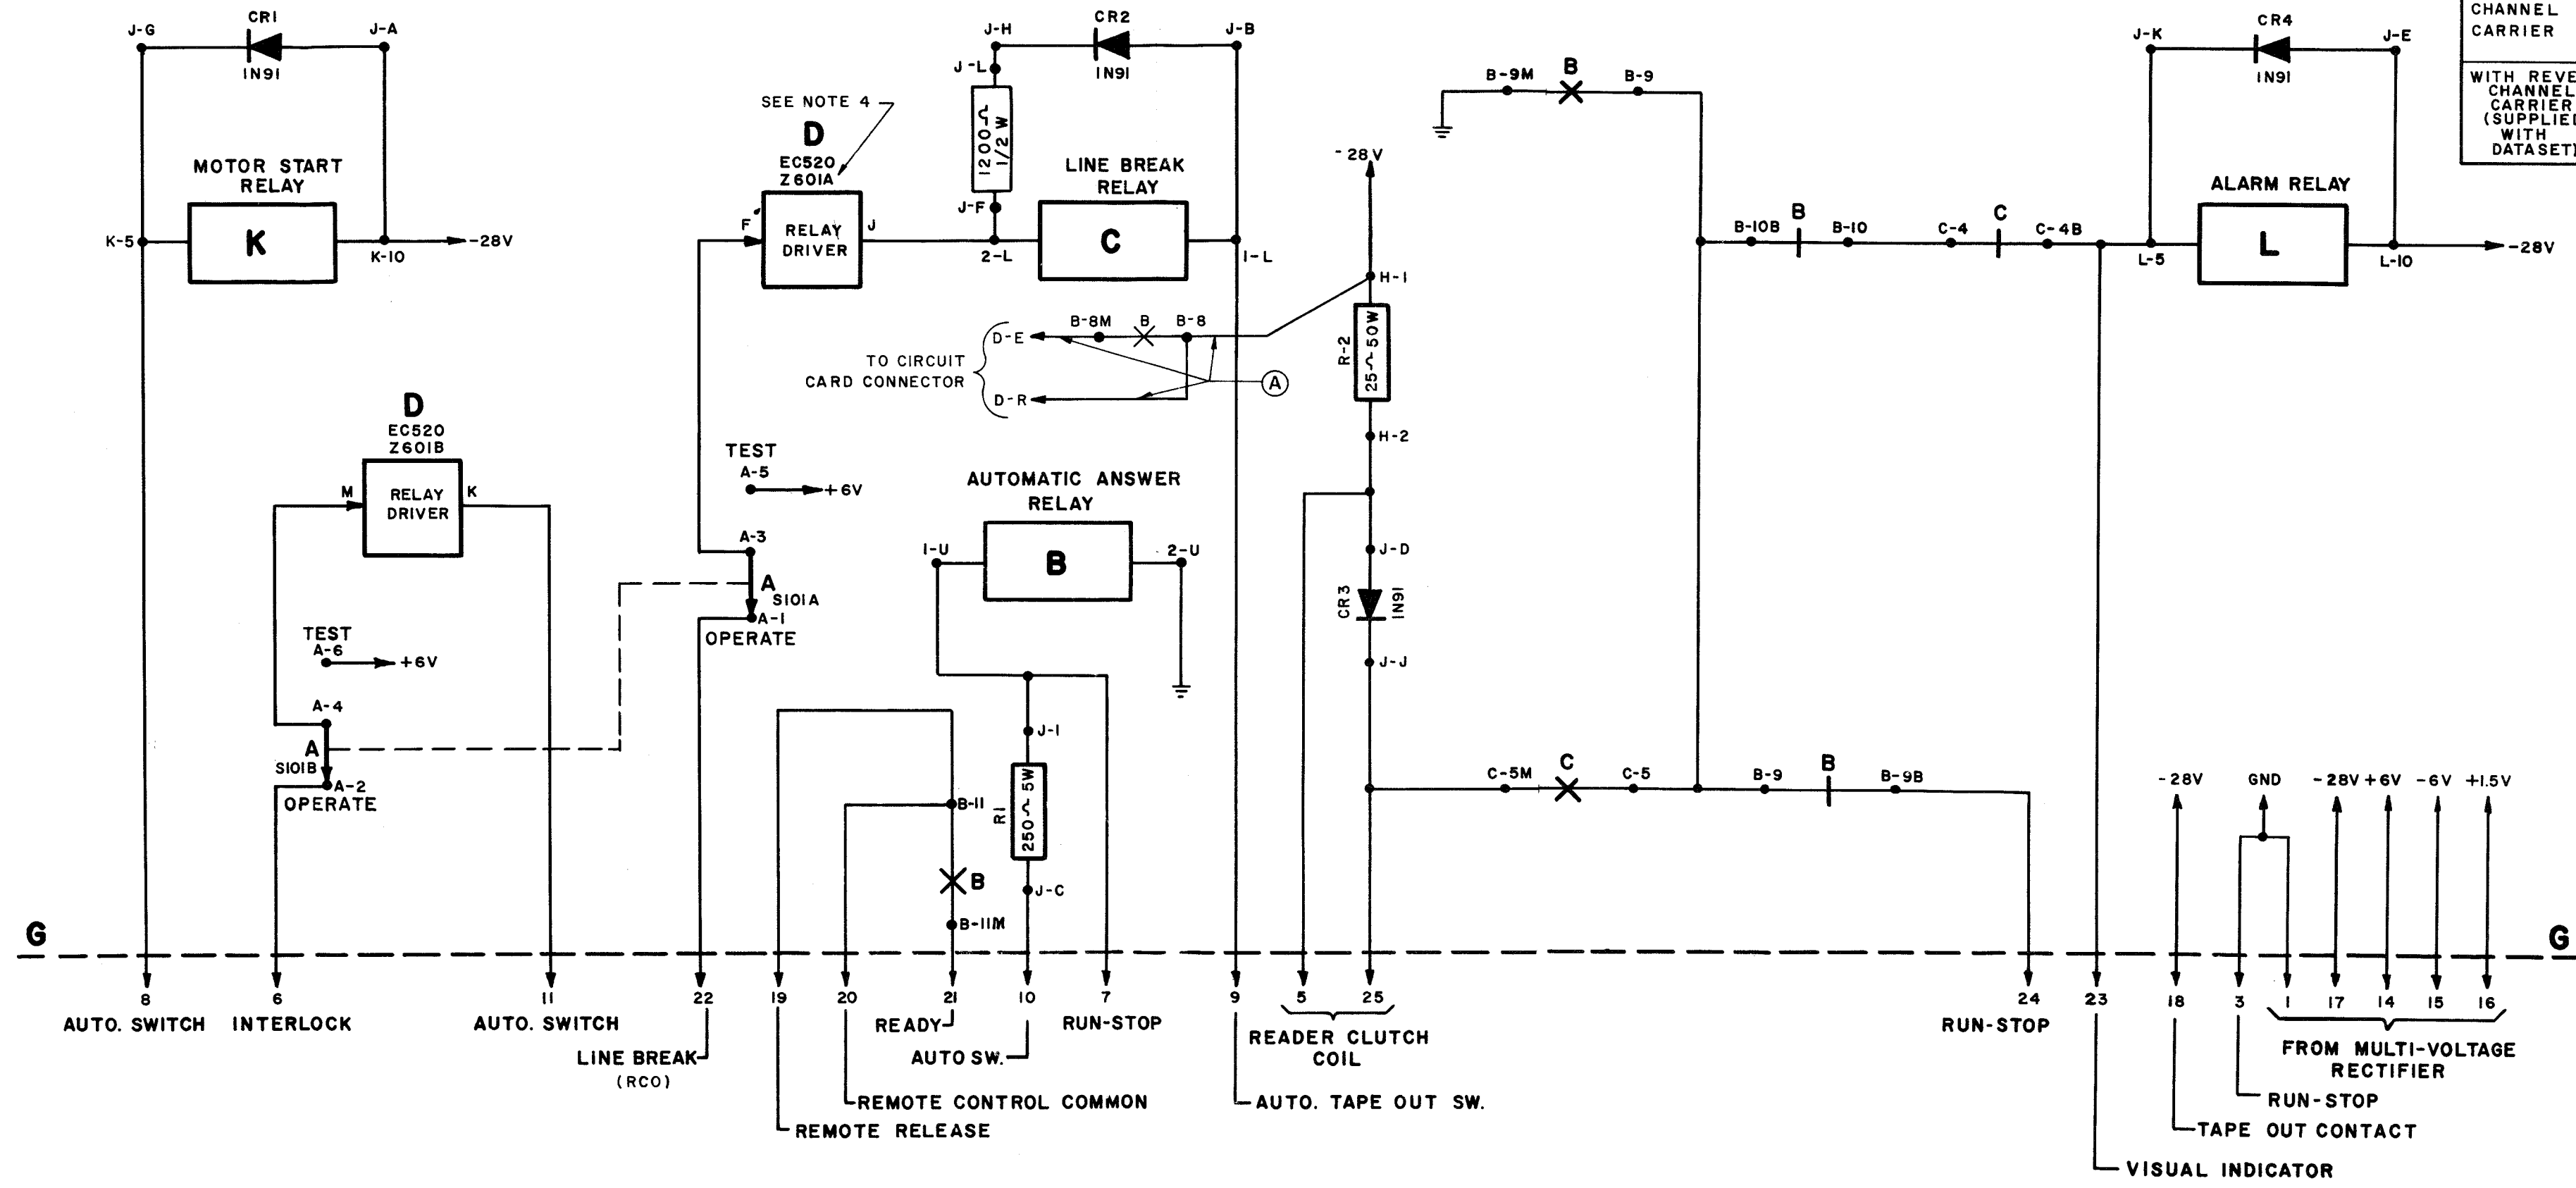 J-G
CR1
J-A
1N91
MOTOR START
RELAY
K-5
K
K-10
-28V
D
EC520
Z601B
M
RELAY
DRIVER
K
TEST
A-6
+6V
A-4
A
S101B
A-2
OPERATE
SEE NOTE 4
D
EC520
Z601A
F
RELAY
DRIVER
J
J-H
CR2
J-B
J-L
1N91
1200
1/2 W
J-F
2-L
LINE BREAK
RELAY
C
1-L
TO CIRCUIT
CARD CONNECTOR
D-E
B-8M
B
B-8
D-R
A
TEST
A-5
+6V
A-3
A
S101A
A-1
OPERATE
AUTOMATIC ANSWER
RELAY
1-U
B
2-U
J-1
R1
250 5W
J-C
B-11
B
B-11M
-28V
H-1
R-2
25 50W
H-2
J-D
CR3
1N91
J-J
B-9M
B
B-9
B-10B
B
B-10
C-4
C
C-4B
C-5M
C
C-5
B-9
B
B-9B
J-K
CR4
J-E
1N91
ALARM RELAY
L-5
L
L-10
-28V
CHANNEL
CARRIER
WITH REVE
CHANNEL
CARRIER
(SUPPLIED
WITH
DATASET)
-28V
GND
-28V
+6V
-6V
+1.5V
G
G
8
6
11
22
19
20
21
10
7
9
5
25
24
23
18
3
1
17
14
15
16
AUTO. SWITCH
INTERLOCK
AUTO. SWITCH
LINE BREAK
(RCO)
READY
AUTO SW.
RUN-STOP
REMOTE CONTROL COMMON
REMOTE RELEASE
AUTO. TAPE OUT SW.
READER CLUTCH
COIL
RUN-STOP
FROM MULTI-VOLTAGE
RECTIFIER
RUN-STOP
TAPE OUT CONTACT
VISUAL INDICATOR